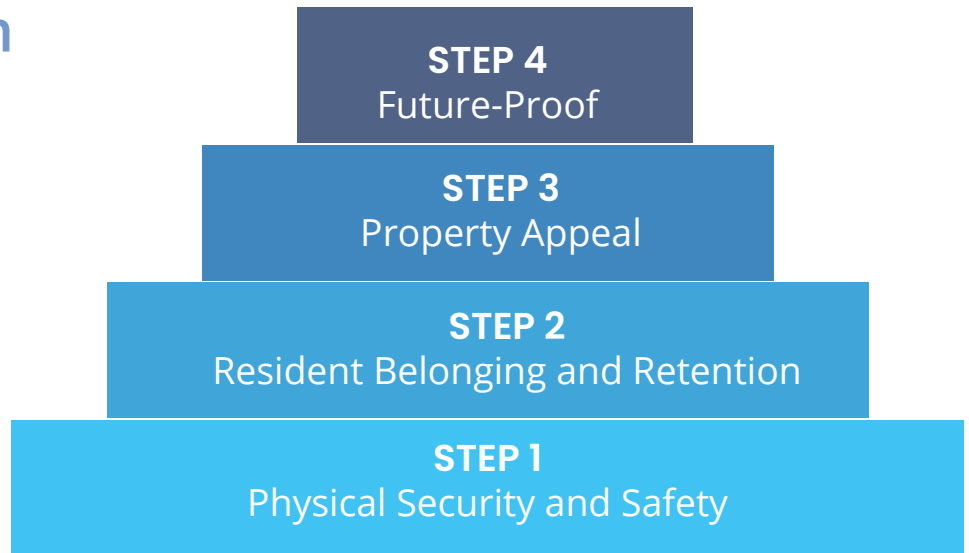 n
STEP 4
Future-Proof
STEP 3
Property Appeal
STEP 2
Resident Belonging and Retention
STEP 1
Physical Security and Safety